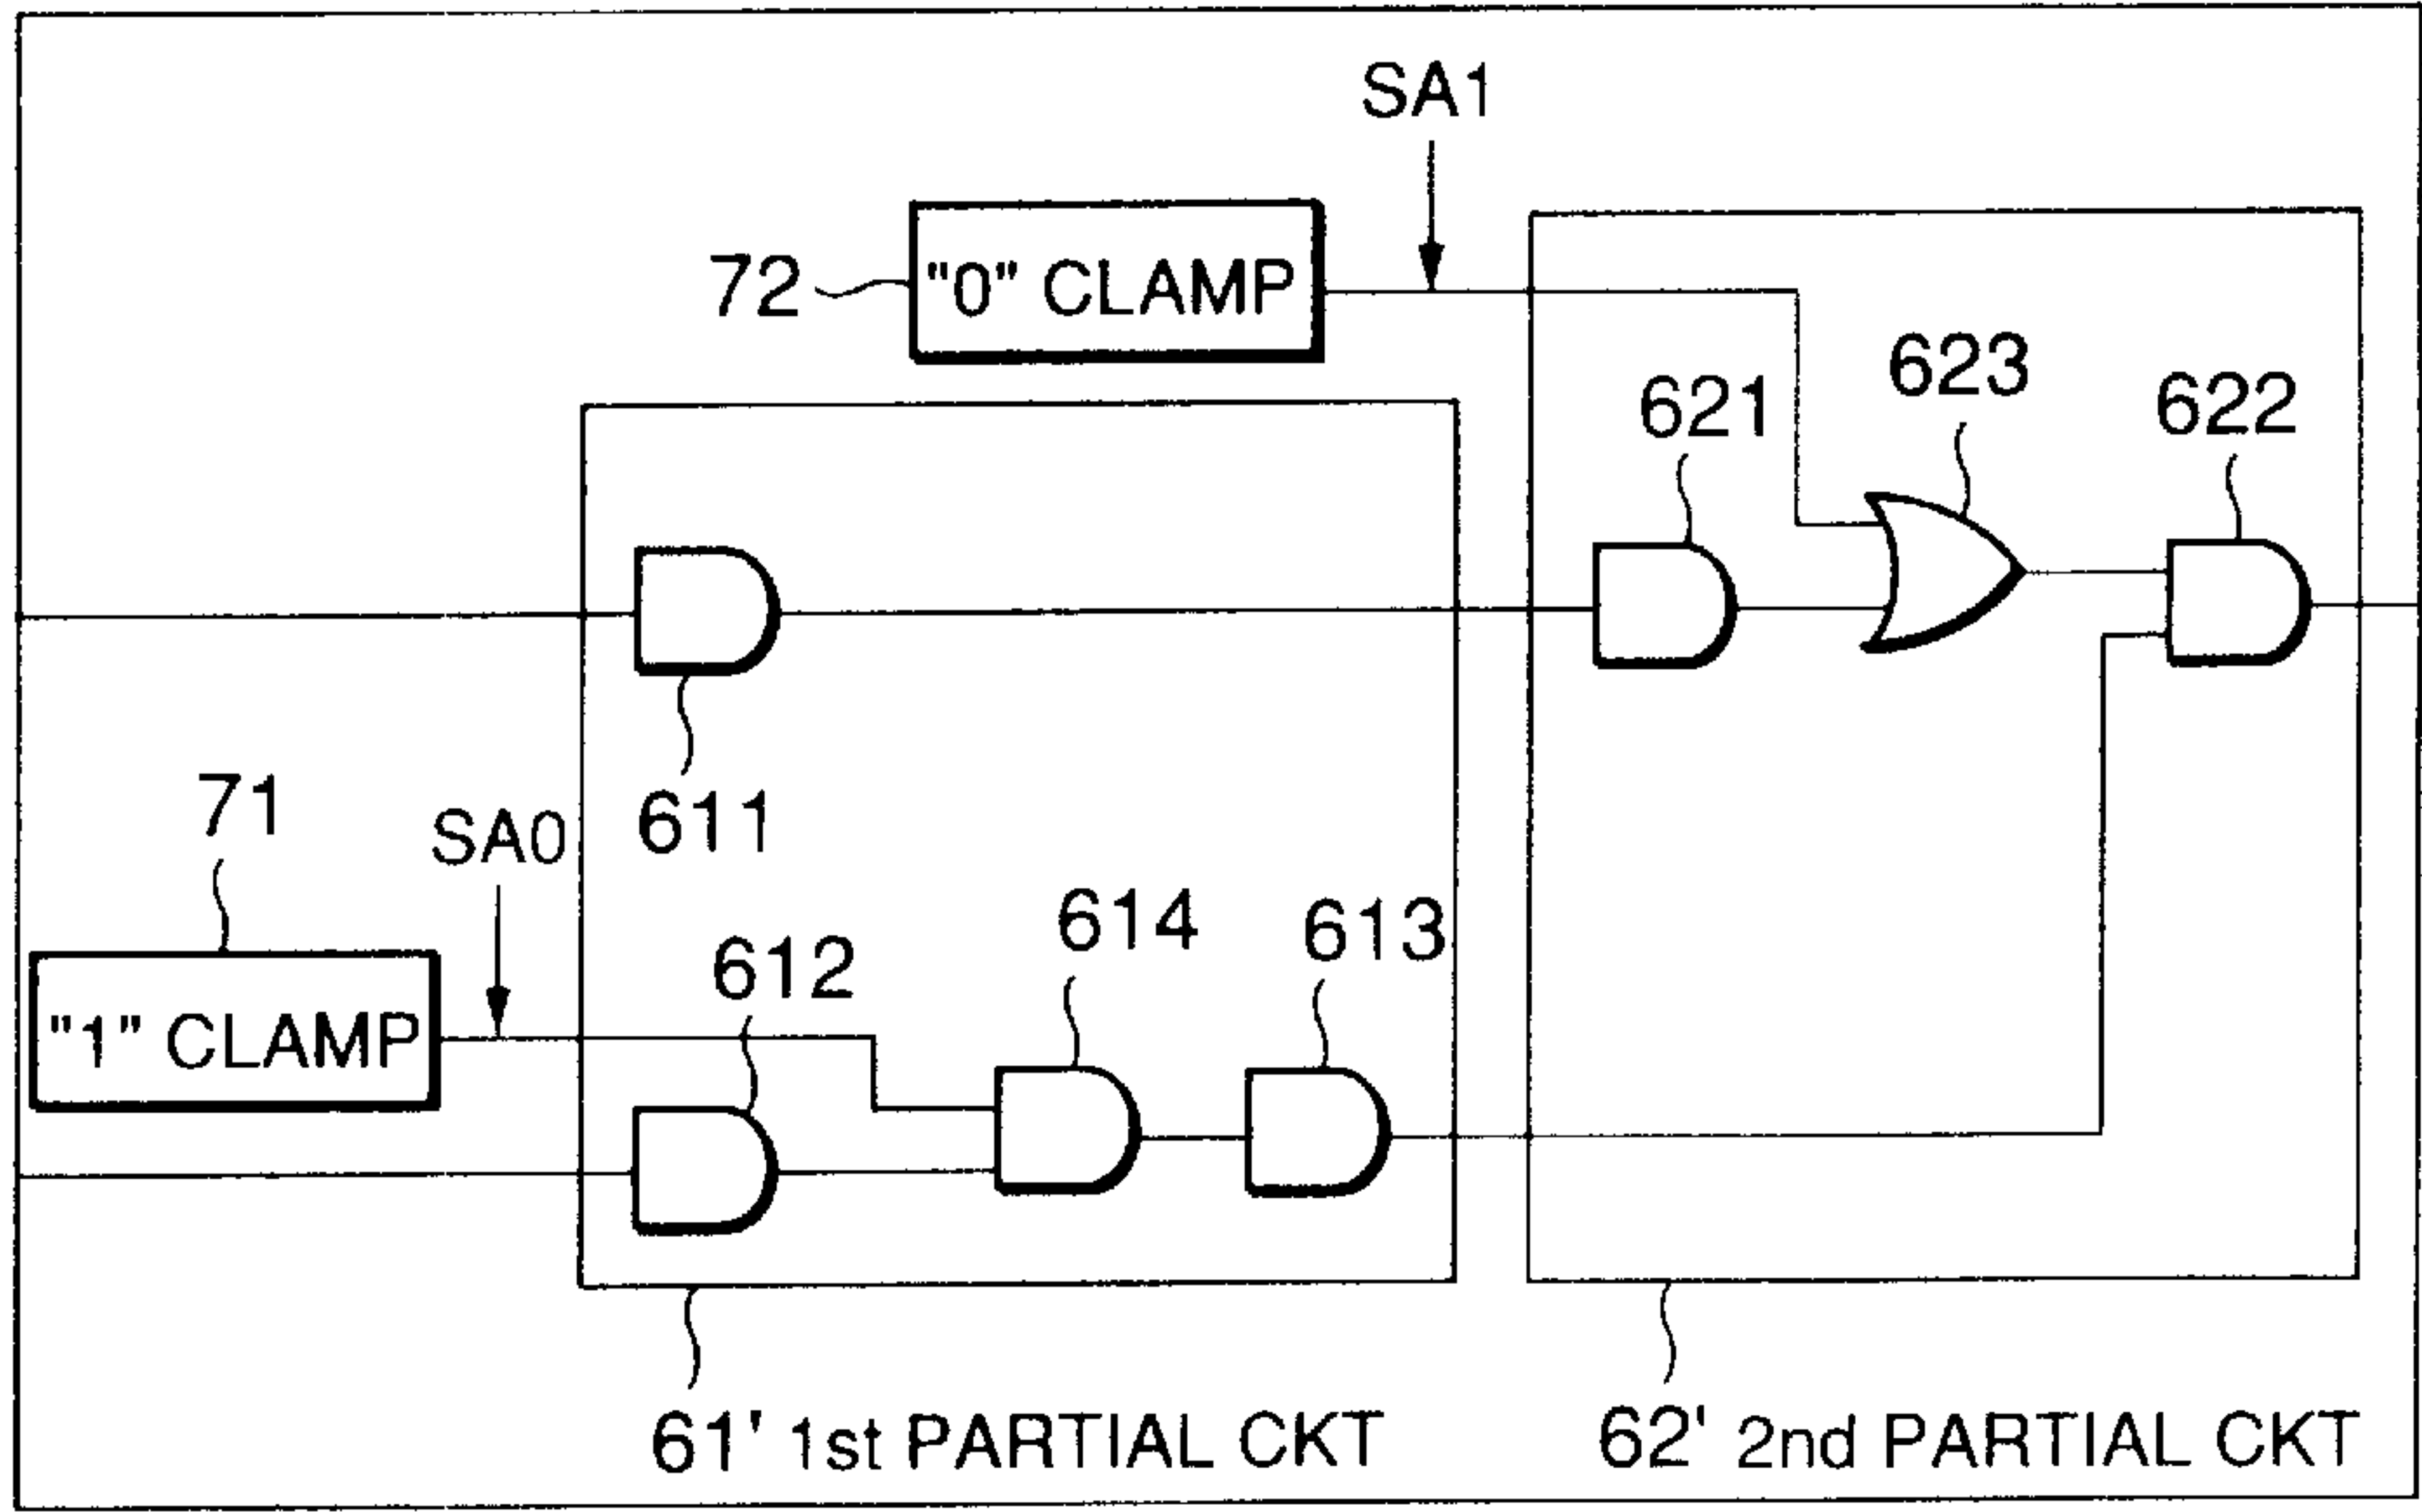 SA1
72
"0" CLAMP
623
621
622
611
71
SA0
614
613
612
"1" CLAMP
61' 1st PARTIAL CKT
62' 2nd PARTIAL CKT